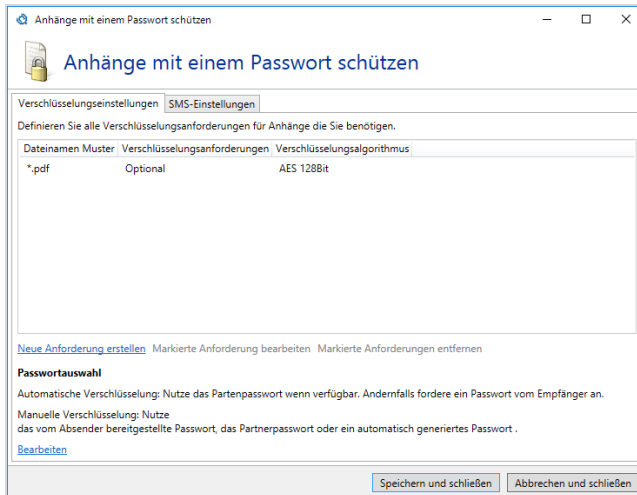 Anhänge mit einem Passwort schützen
Anhänge mit einem Passwort schützen
Verschlüsselungseinstellungen SMS-Einstellungen
Definieren Sie alle Verschlüsselungsanforderungen für Anhänge die Sie benötigen.
Dateinamen Muster Verschlüsselungsanforderungen Verschlüsselungsalgorithmus
*.pdf Optional AES 128Bit
Neue Anforderung erstellen Markierte Anforderung bearbeiten Markierte Anforderungen entfernen
Passwortauswahl
Automatische Verschlüsselung: Nutze das Partenpasswort wenn verfügbar. Andernfalls fordere ein Passwort vom Empfänger an.
Manuelle Verschlüsselung: Nutze
das vom Absender bereitgestellte Passwort, das Partnerpasswort oder ein automatisch generiertes Passwort .
Bearbeiten
Speichern und schließen Abbrechen und schließen